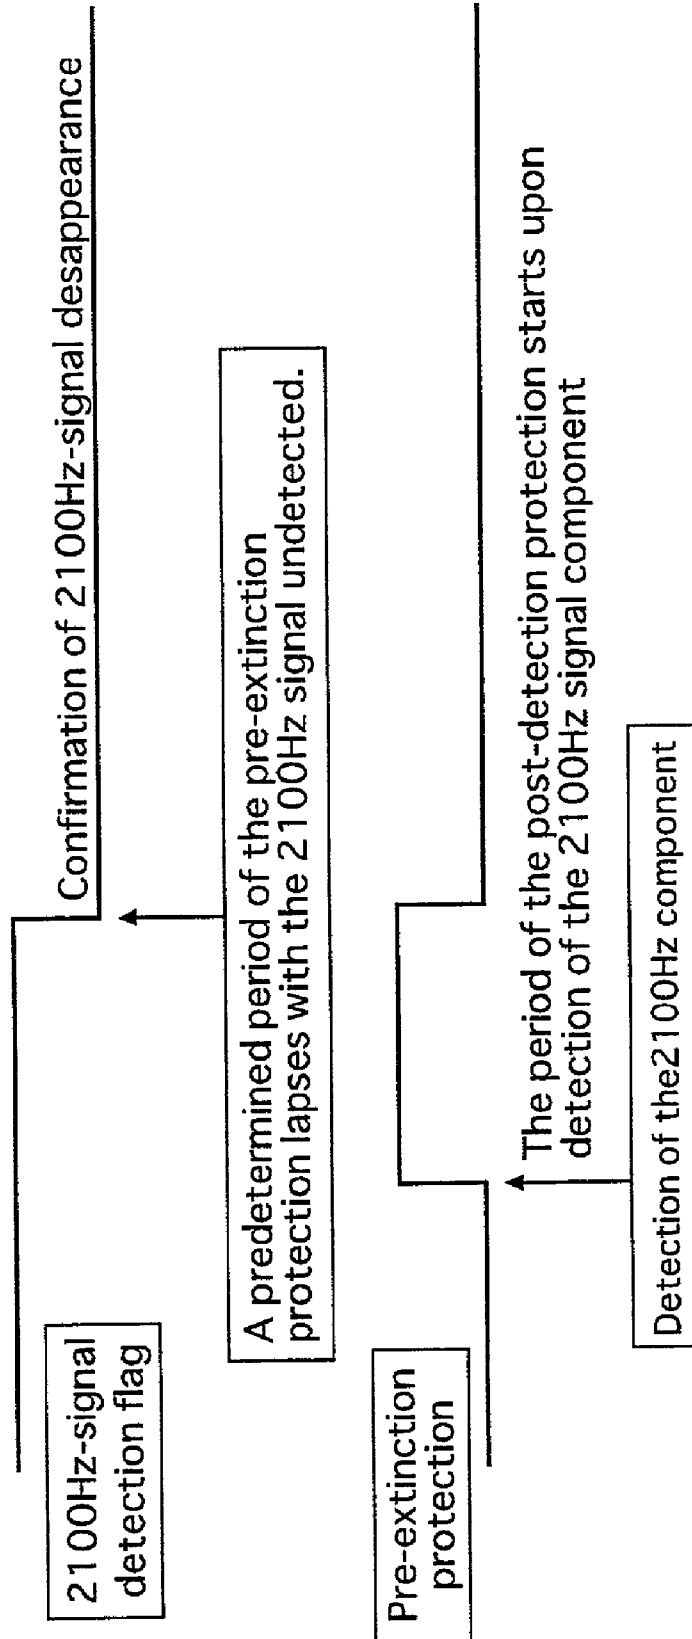 2100Hz-signal
detection flag
Confirmation of 2100Hz-signal desappearance
A predetermined period of the pre-extinction
protection lapses with the 2100Hz signal undetected.
Pre-extinction
protection
The period of the post-detection protection starts upon
detection of the 2100Hz signal component
Detection of the2100Hz component